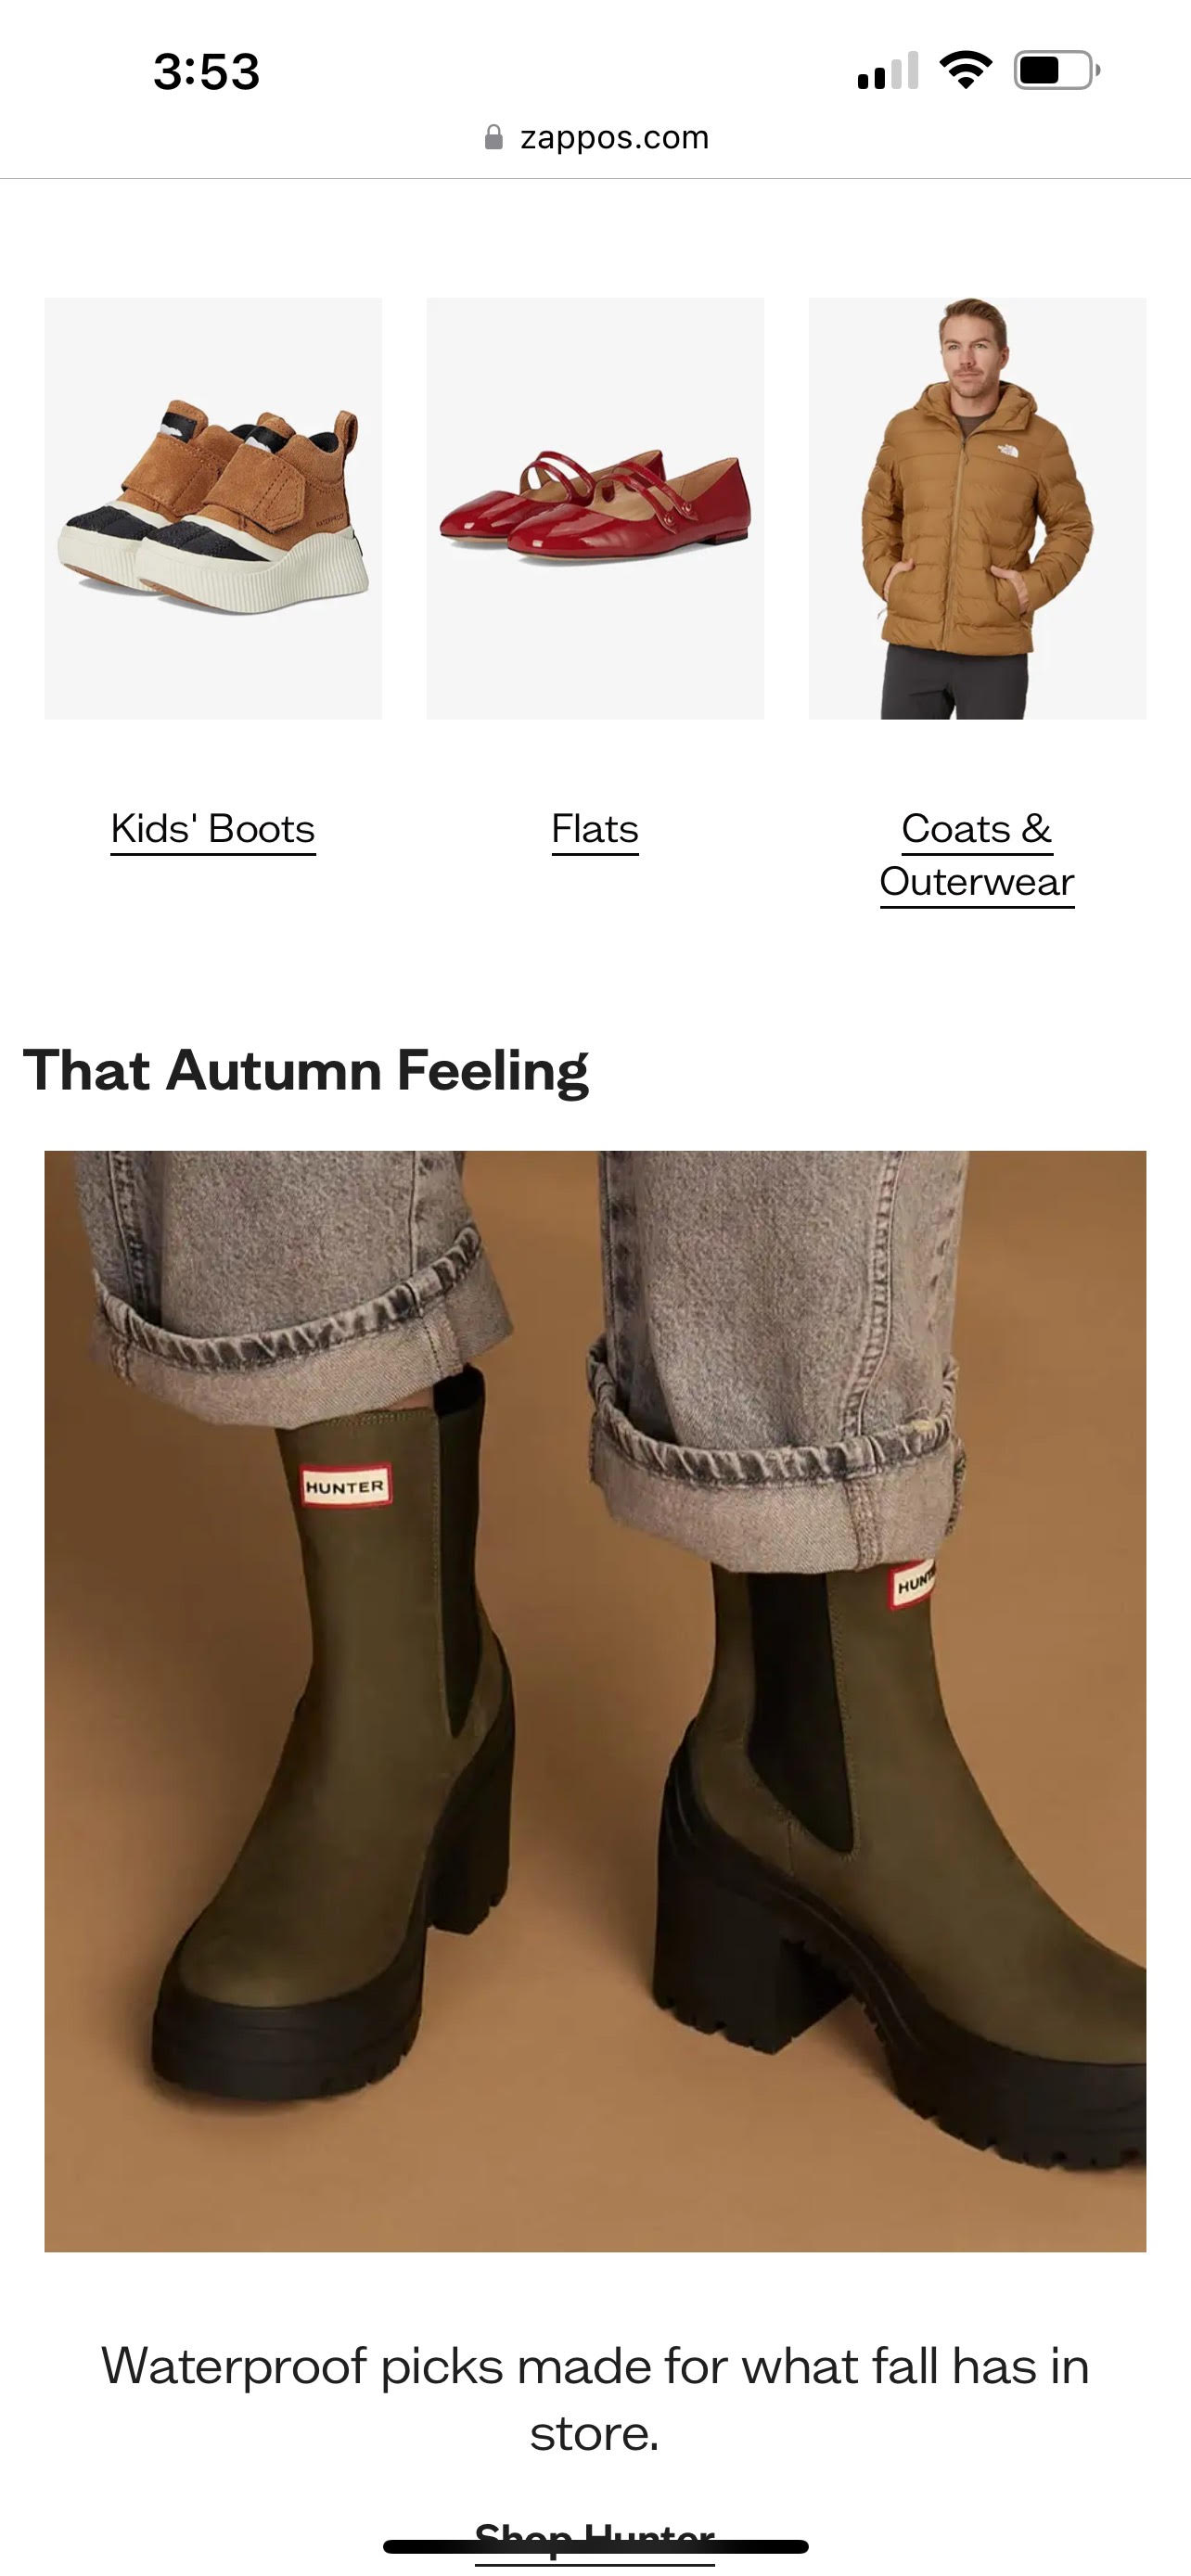 3:53
zappos.com
Kids' Boots
Flats
Coats &
Outerwear
That Autumn Feeling
HUNTER
Waterproof picks made for what fall has in
store.
Shop Hunter